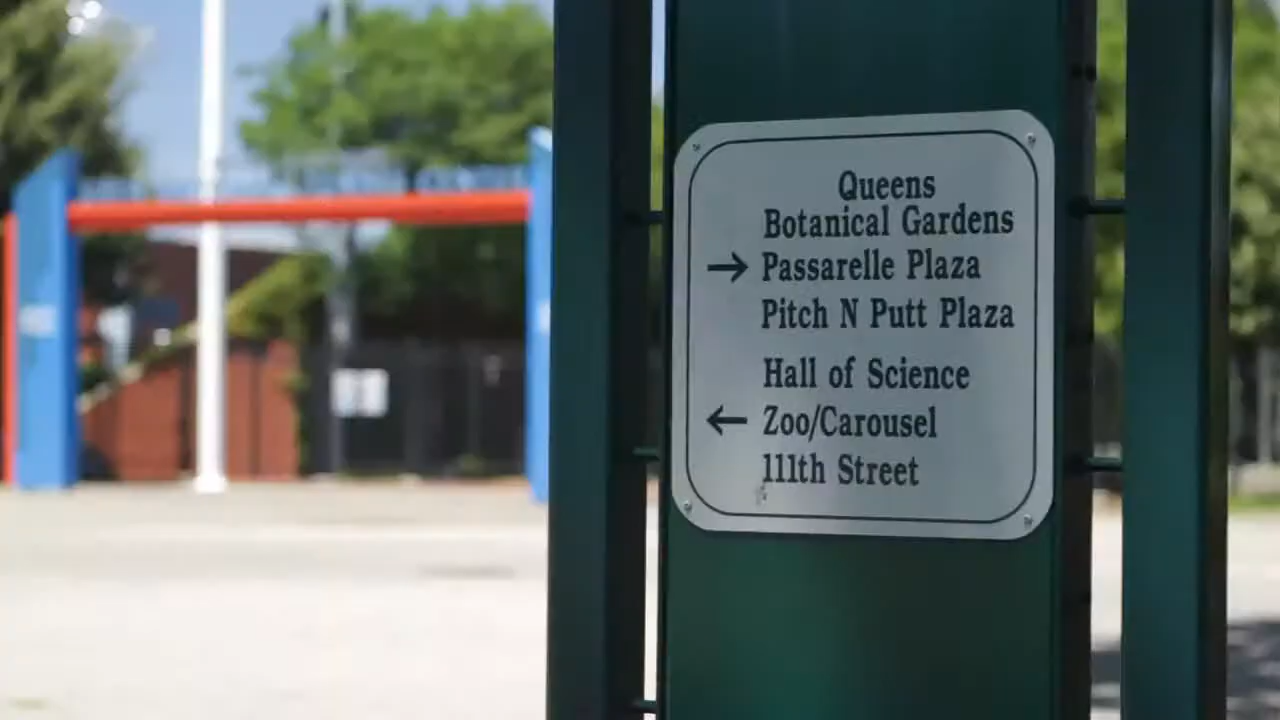 Queens
Botanical Gardens
→ Passarelle Plaza
Pitch N Putt Plaza
Hall of Science
← Zoo/Carousel
111th Street